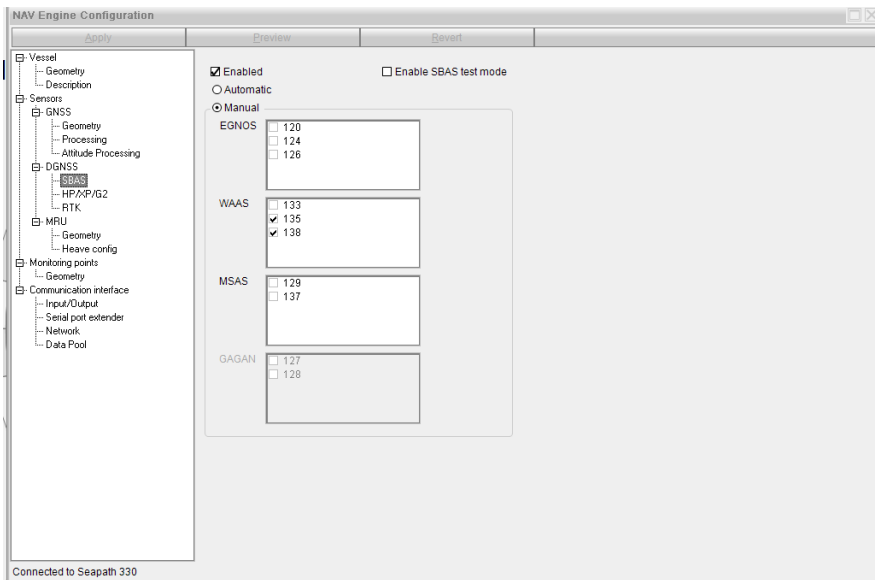 NAV Engine Configuration
Apply Preview Revert
Vessel
Geometry
Description
Sensors
GNSS
Geometry
Processing
Attitude Processing
DGNSS
SBAS
HP/XP/G2
RTK
MRU
Geometry
Heave config
Monitoring points
Geometry
Communication interface
Input/Output
Serial port extender
Network
Data Pool
Enabled Enable SBAS test mode
Automatic
Manual
EGNOS 120
124
126
WAAS 133
135
138
MSAS 129
137
GAGAN 127
128
Connected to Seapath 330